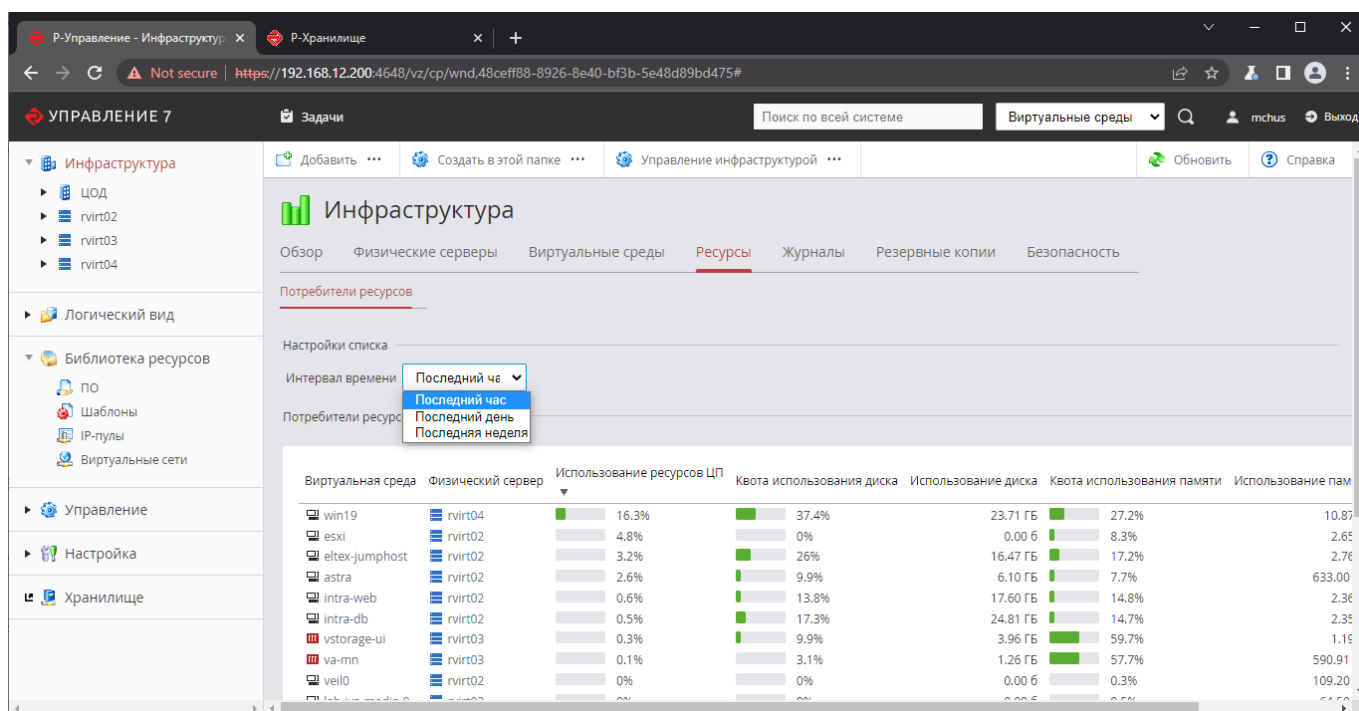 Р-Управление - Инфраструктур
Р-Хранилище
Not secure https://192.168.12.200:4648/vz/cp/wnd,48ceff88-8926-8e40-bf3b-5e48d89bd475#
УПРАВЛЕНИЕ 7 Задачи Поиск по всей системе Виртуальные среды mchus Выход
Инфраструктура
ЦОД
rvirt02
rvirt03
rvirt04
Логический вид
Библиотека ресурсов
ПО
Шаблоны
IP-пулы
Виртуальные сети
Управление
Настройка
Хранилище
Добавить ••• Создать в этой папке ••• Управление инфраструктурой ••• Обновить Справка
Инфраструктура
Обзор Физические серверы Виртуальные среды Ресурсы Журналы Резервные копии Безопасность
Потребители ресурсов
Настройки списка
Интервал времени Последний ча
Последний час
Последний день
Последняя неделя
Потребители ресурс
Виртуальная среда Физический сервер Использование ресурсов ЦП Квота использования диска Использование диска Квота использования памяти Использование пам
win19 rvirt04 16.3% 37.4% 23.71 ГБ 27.2% 10.87
esxi rvirt02 4.8% 0% 0.00 б 8.3% 2.65
eltex-jumphost rvirt02 3.2% 26% 16.47 ГБ 17.2% 2.76
astra rvirt02 2.6% 9.9% 6.10 ГБ 7.7% 633.00
intra-web rvirt02 0.6% 13.8% 17.60 ГБ 14.8% 2.36
intra-db rvirt02 0.5% 17.3% 24.81 ГБ 14.7% 2.35
vstorage-ui rvirt03 0.3% 9.9% 3.96 ГБ 59.7% 1.19
va-mn rvirt03 0.1% 3.1% 1.26 ГБ 57.7% 590.91
veil0 rvirt02 0% 0% 0.00 б 0.3% 109.20